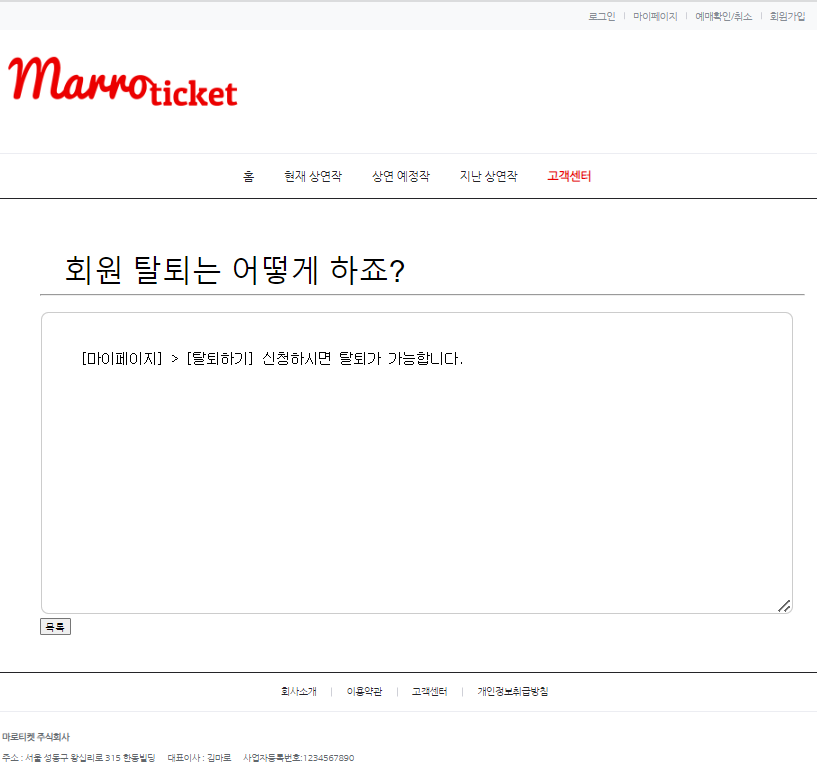 로그인 | 마이페이지 | 예매확인/취소 | 회원가입
Marroticket
홈 현재 상연작 상연 예정작 지난 상연작 고객센터
회원 탈퇴는 어떻게 하죠?
[마이페이지] > [탈퇴하기] 신청하시면 탈퇴가 가능합니다.
목록
회사소개 | 이용약관 | 고객센터 | 개인정보취급방침
마로티켓 주식회사
주소 : 서울 성동구 왕십리로 315 한동빌딩 대표이사 : 김마로 사업자등록번호:1234567890